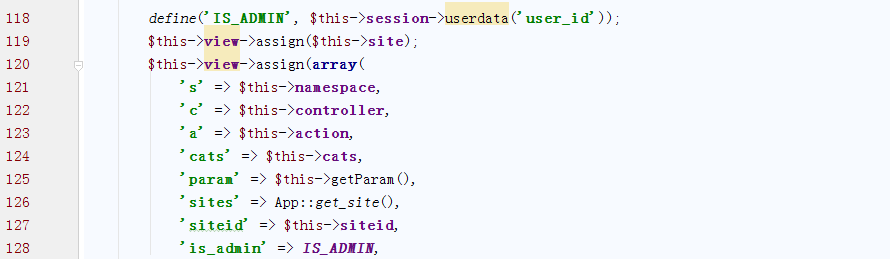 118 define('IS_ADMIN', $this->session->userdata('user_id'));
119 $this->view->assign($this->site);
120 $this->view->assign(array(
121 's' => $this->namespace,
122 'c' => $this->controller,
123 'a' => $this->action,
124 'cats' => $this->cats,
125 'param' => $this->getParam(),
126 'sites' => App::get_site(),
127 'siteid' => $this->siteid,
128 'is_admin' => IS_ADMIN,